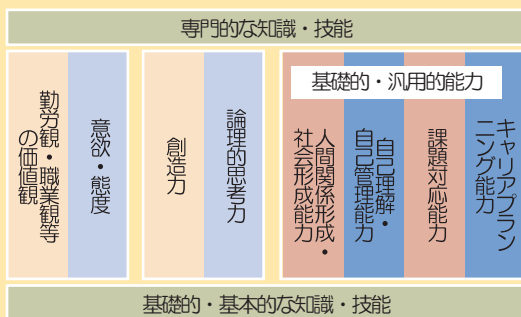 専門的な知識・技能
勤労観・職業観等
の価値観
意欲・態度
創造力
論理的思考力
基礎的・汎用的能力
人間関係形成・
社会形成能力
自己理解・
自己管理能力
課題対応能力
キャリアプラン
ニング能力
基礎的・基本的な知識・技能